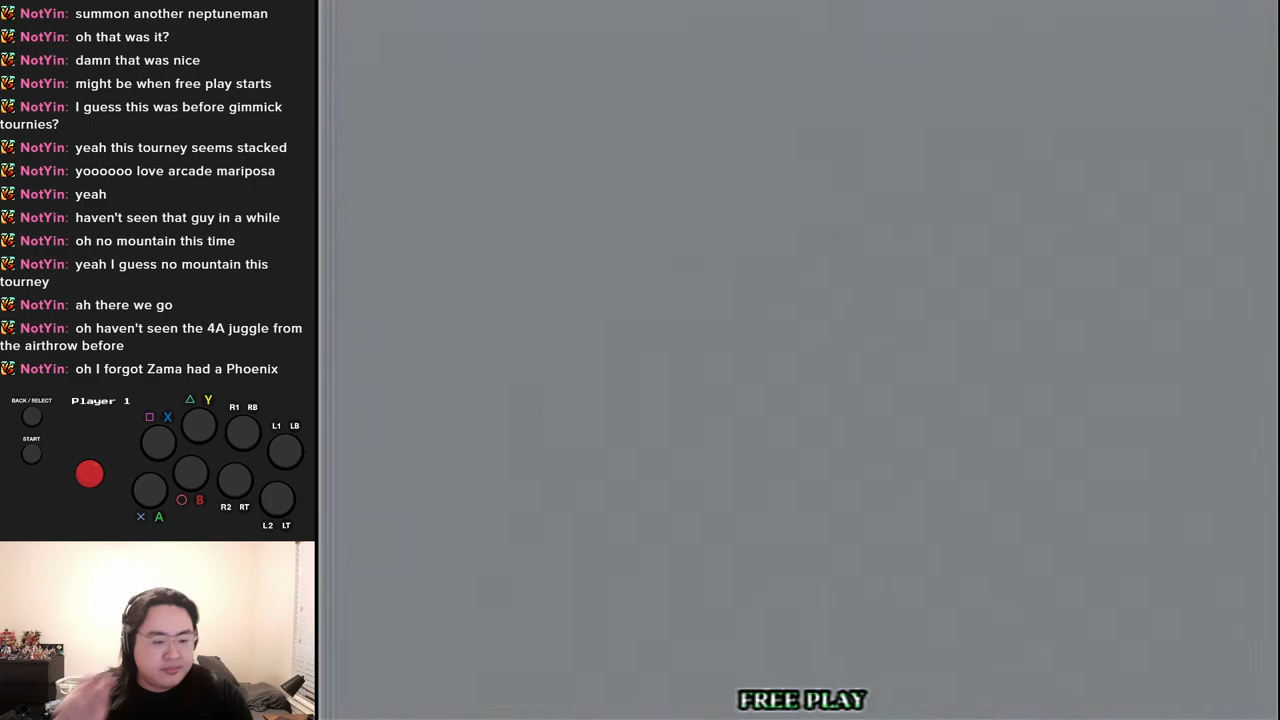 NotYin: summon another neptuneman
NotYin: oh that was it?
NotYin: damn that was nice
NotYin: might be when free play starts
NotYin: I guess this was before gimmick
tournies?
NotYin: yeah this tourney seems stacked
NotYin: yoooooo love arcade mariposa
NotYin: yeah
NotYin: haven't seen that guy in a while
NotYin: oh no mountain this time
NotYin: yeah I guess no mountain this
tourney
NotYin: ah there we go
NotYin: oh haven't seen the 4A juggle from
the airthrow before
NotYin: oh I forgot Zama had a Phoenix
BACK / SELECT
Player 1
START
X
Y
R1 RB
L1 LB
A
B
R2 RT
L2 LT
FREE PLAY